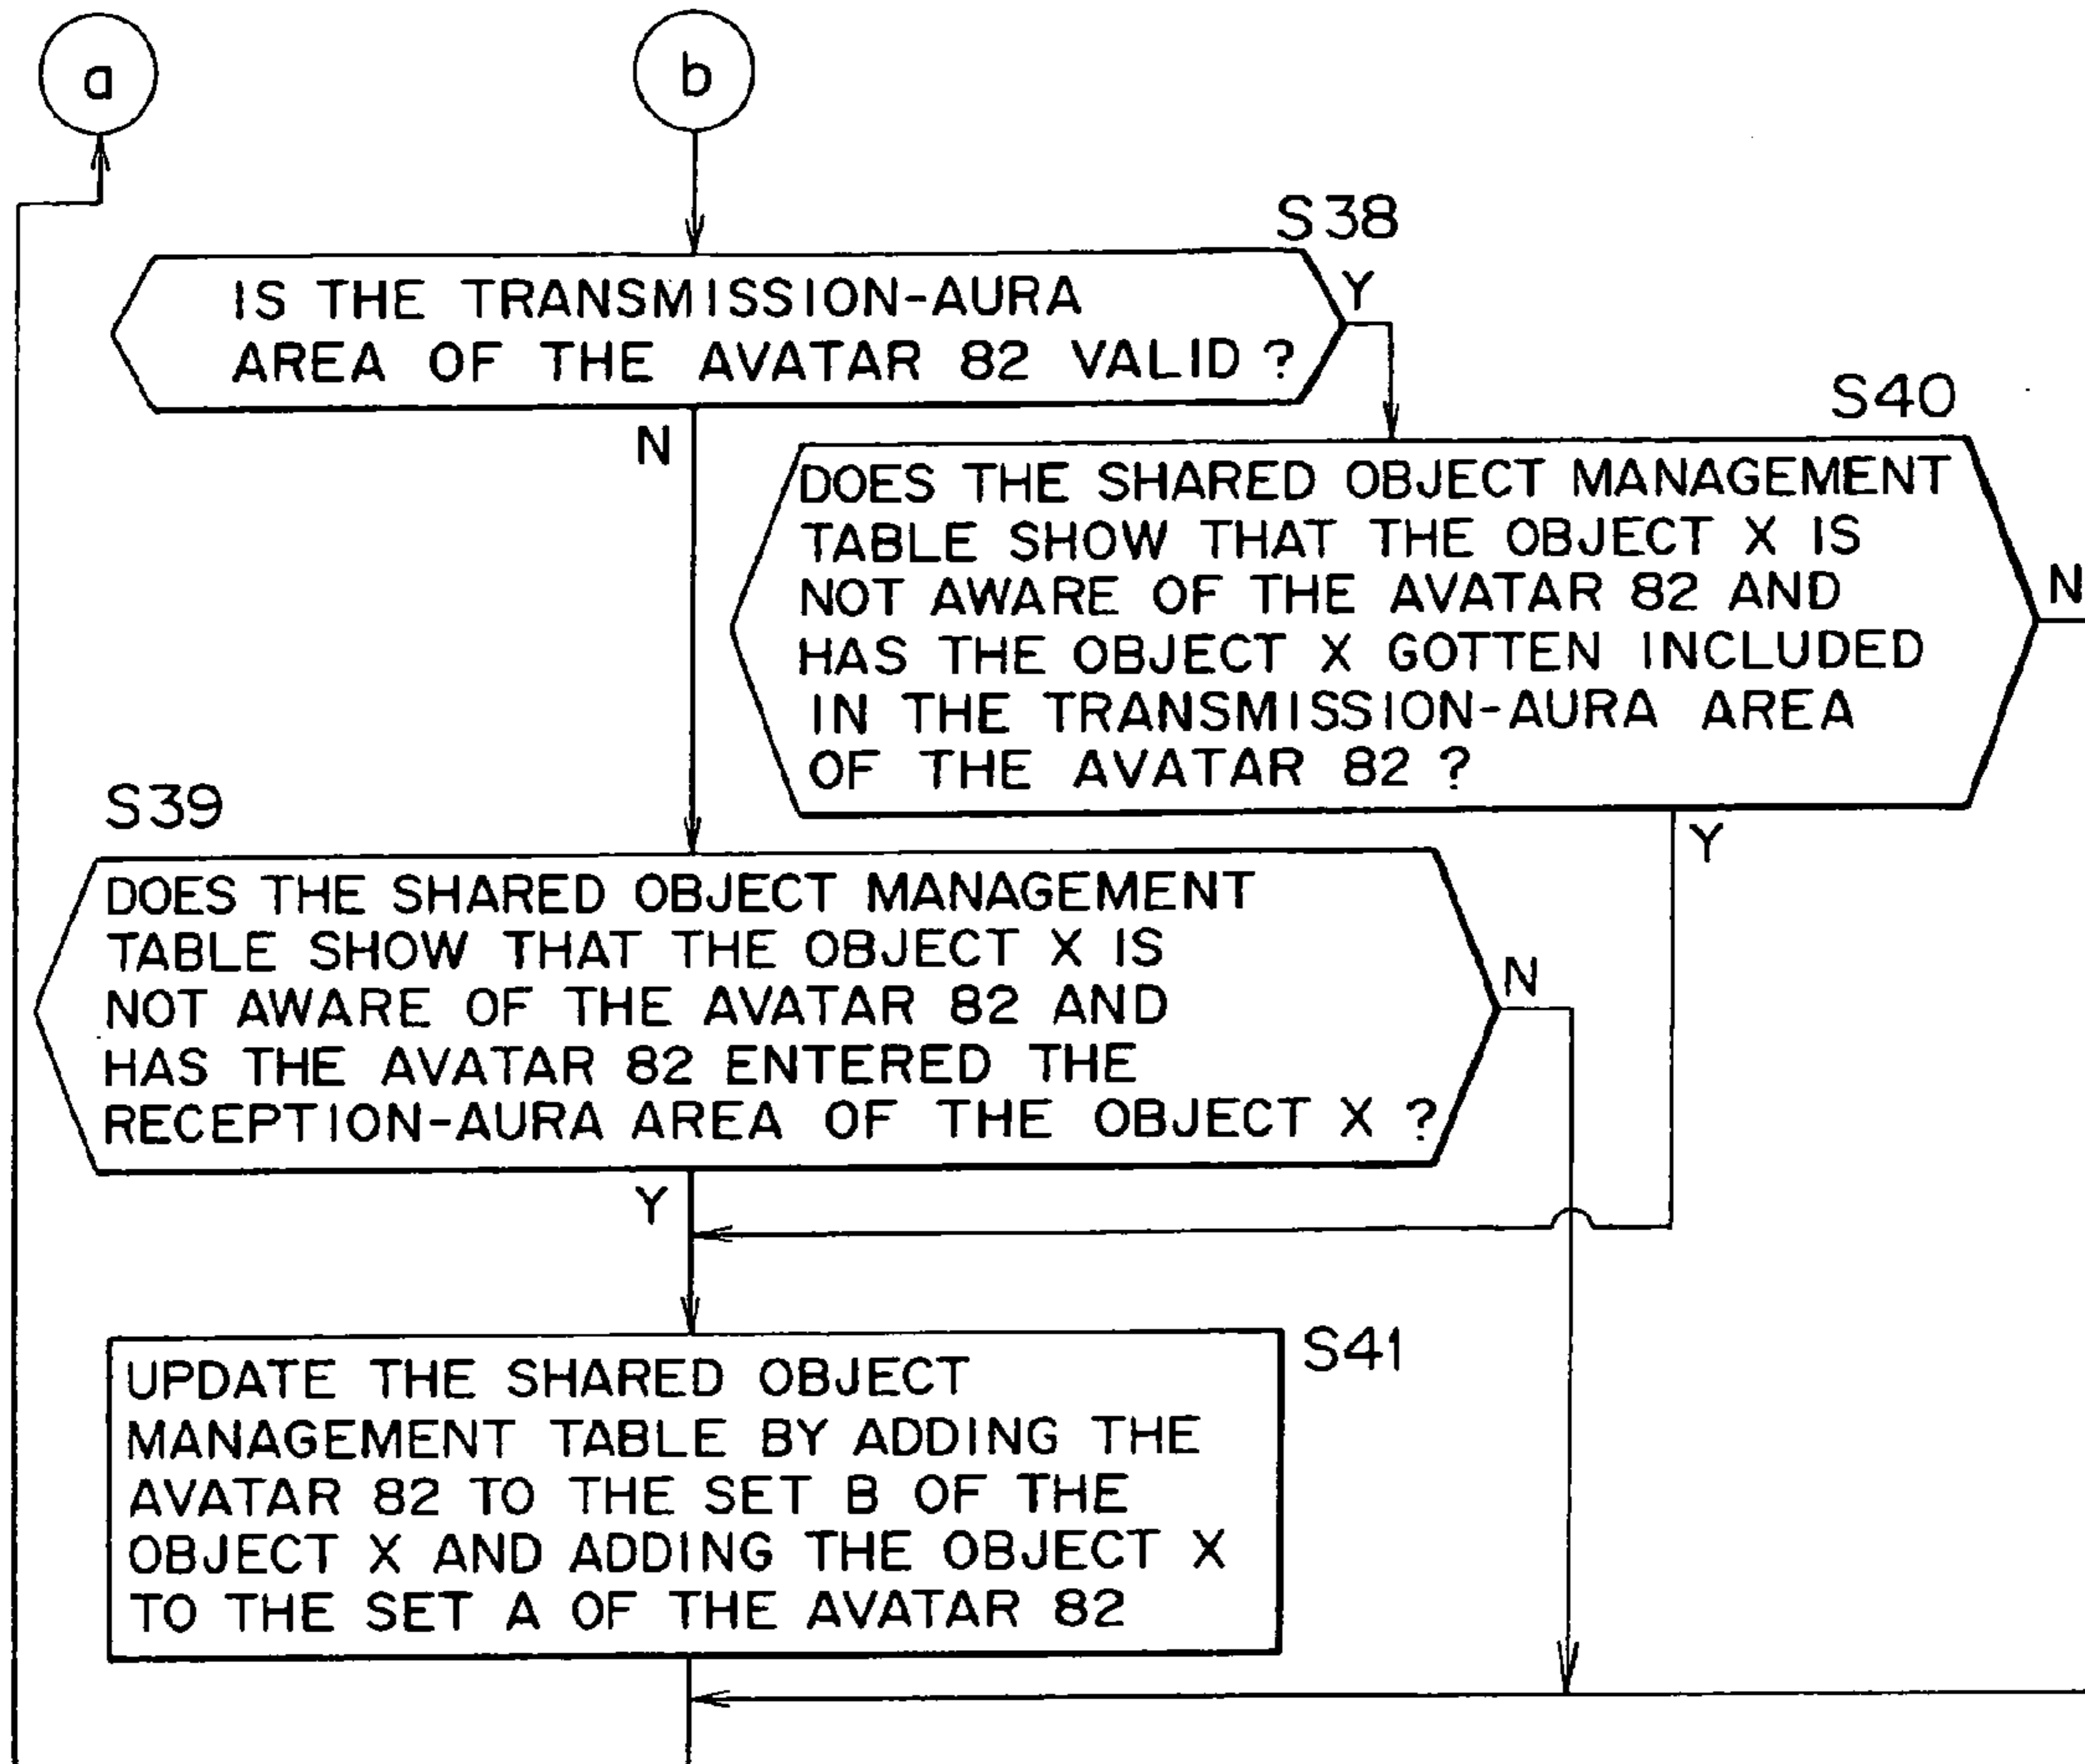 a
b
S38
IS THE TRANSMISSION-AURA
AREA OF THE AVATAR 82 VALID ?
Y
N
S40
DOES THE SHARED OBJECT MANAGEMENT
TABLE SHOW THAT THE OBJECT X IS
NOT AWARE OF THE AVATAR 82 AND
HAS THE OBJECT X GOTTEN INCLUDED
IN THE TRANSMISSION-AURA AREA
OF THE AVATAR 82 ?
N
Y
S39
DOES THE SHARED OBJECT MANAGEMENT
TABLE SHOW THAT THE OBJECT X IS
NOT AWARE OF THE AVATAR 82 AND
HAS THE AVATAR 82 ENTERED THE
RECEPTION-AURA AREA OF THE OBJECT X ?
N
Y
S41
UPDATE THE SHARED OBJECT
MANAGEMENT TABLE BY ADDING THE
AVATAR 82 TO THE SET B OF THE
OBJECT X AND ADDING THE OBJECT X
TO THE SET A OF THE AVATAR 82